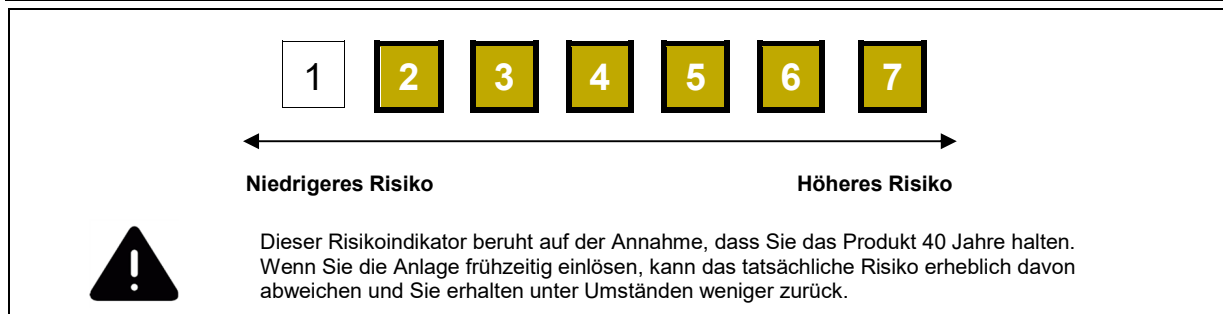 1 2 3 4 5 6 7
Niedrigeres Risiko Höheres Risiko
Dieser Risikoindikator beruht auf der Annahme, dass Sie das Produkt 40 Jahre halten.
Wenn Sie die Anlage frühzeitig einlösen, kann das tatsächliche Risiko erheblich davon
abweichen und Sie erhalten unter Umständen weniger zurück.